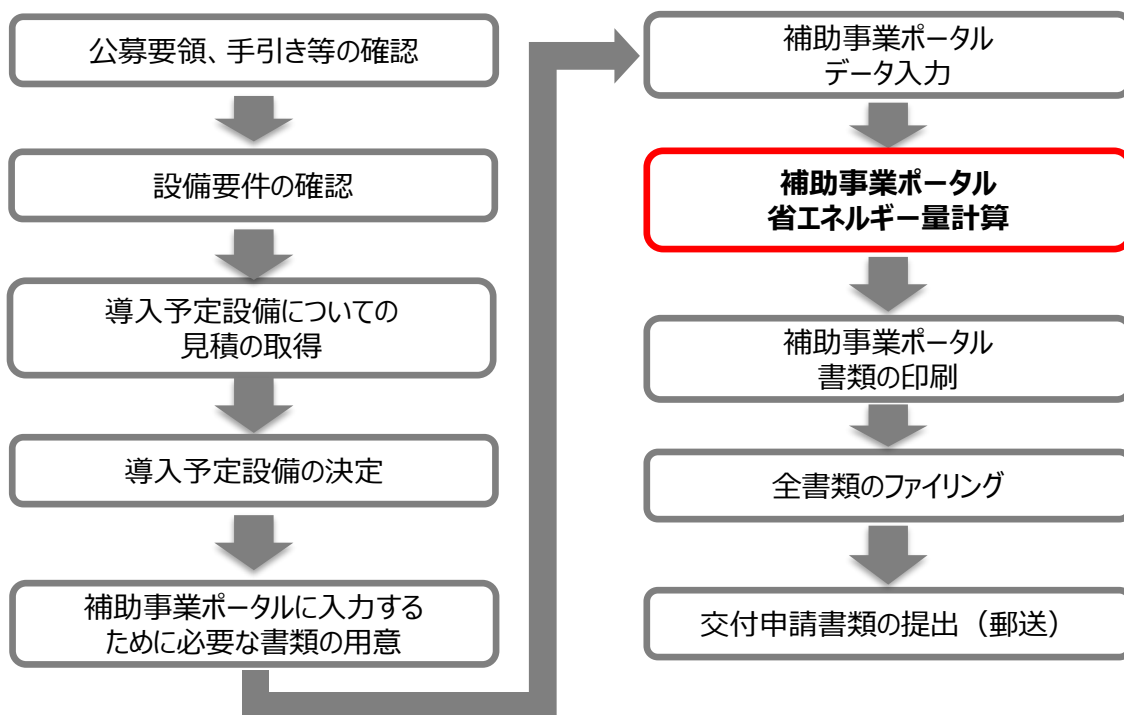 公募要領、手引き等の確認
設備要件の確認
導入予定設備についての
見積の取得
導入予定設備の決定
補助事業ポータルに入力する
ために必要な書類の用意
補助事業ポータル
データ入力
補助事業ポータル
省エネルギー量計算
補助事業ポータル
書類の印刷
全書類のファイリング
交付申請書類の提出（郵送）